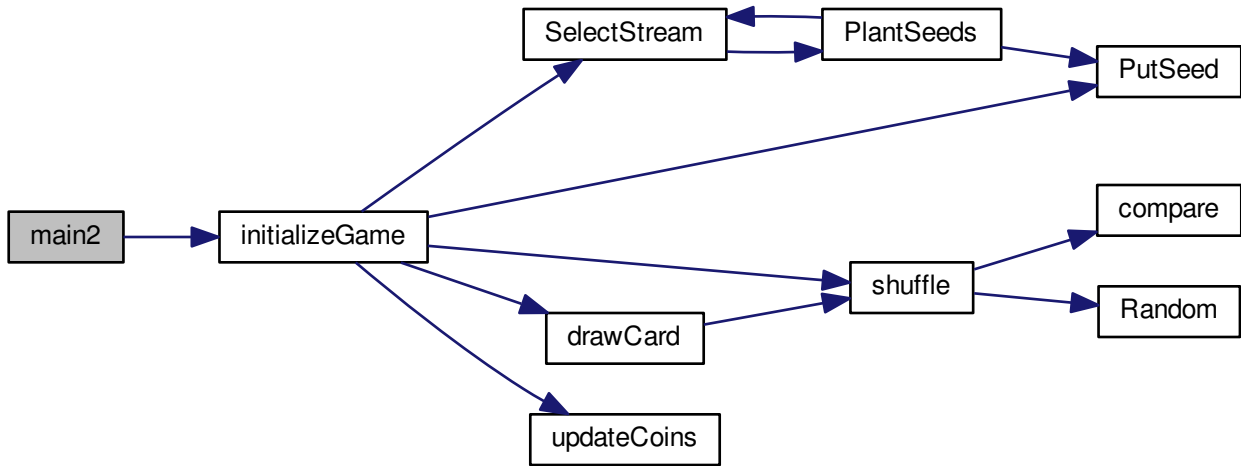 SelectStream
PlantSeeds
PutSeed
main2
initializeGame
compare
shuffle
Random
drawCard
updateCoins